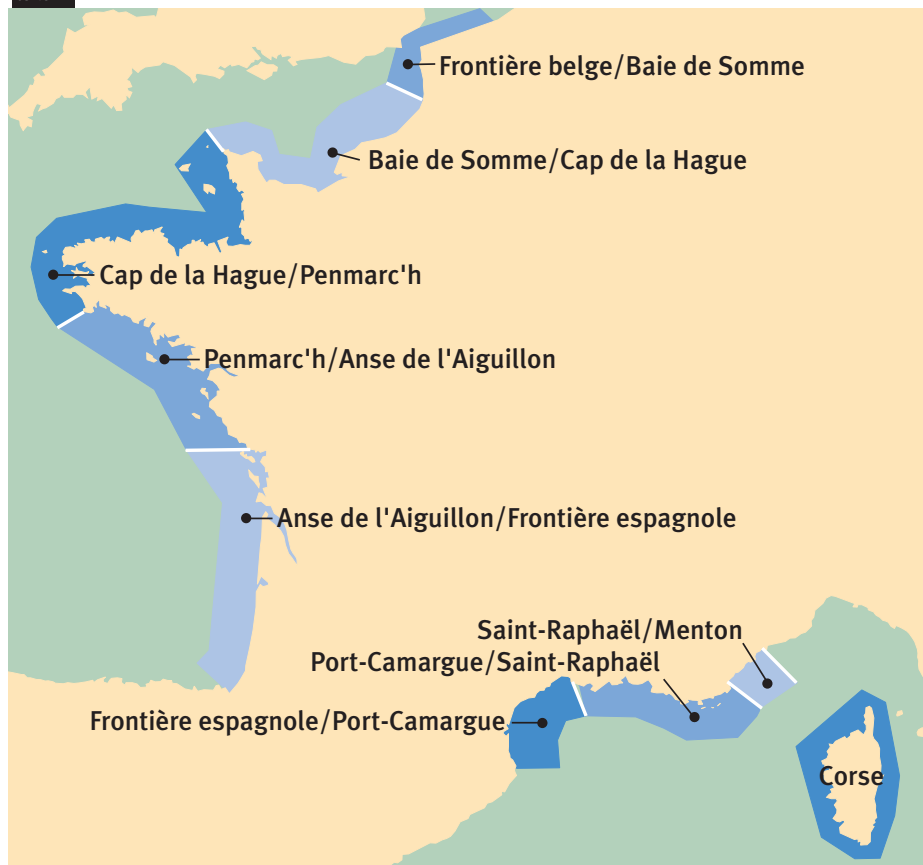 Frontière belge/Baie de Somme
Baie de Somme/Cap de la Hague
Cap de la Hague/Penmarc'h
Penmarc'h/Anse de l'Aiguillon
Anse de l'Aiguillon/Frontière espagnole
Saint-Raphaël/Menton
Port-Camargue/Saint-Raphaël
Frontière espagnole/Port-Camargue
Corse